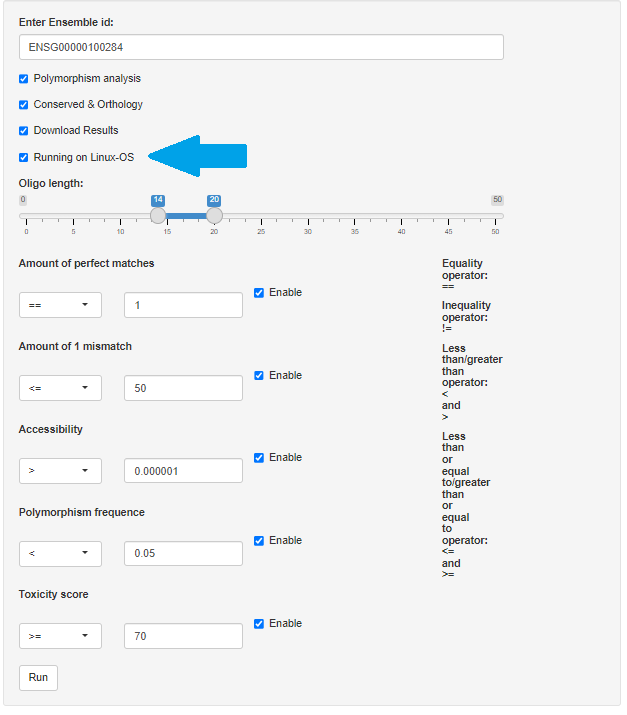 Enter Ensemble id:
ENSG00000100284
Polymorphism analysis
Conserved & Orthology
Download Results
Running on Linux-OS
Oligo length:
0 14 20 50
0 5 10 15 20 25 30 35 40 45 50
Amount of perfect matches
== 1 Enable
Amount of 1 mismatch
<= 50 Enable
Accessibility
> 0.000001 Enable
Polymorphism frequence
< 0.05 Enable
Toxicity score
>= 70 Enable
Run
Equality
operator:
==
Inequality
operator:
!=
Less
than/greater
than
operator:
<
and
>
Less
than
or
equal
to/greater
than
or
equal
to
operator:
<=
and
>=